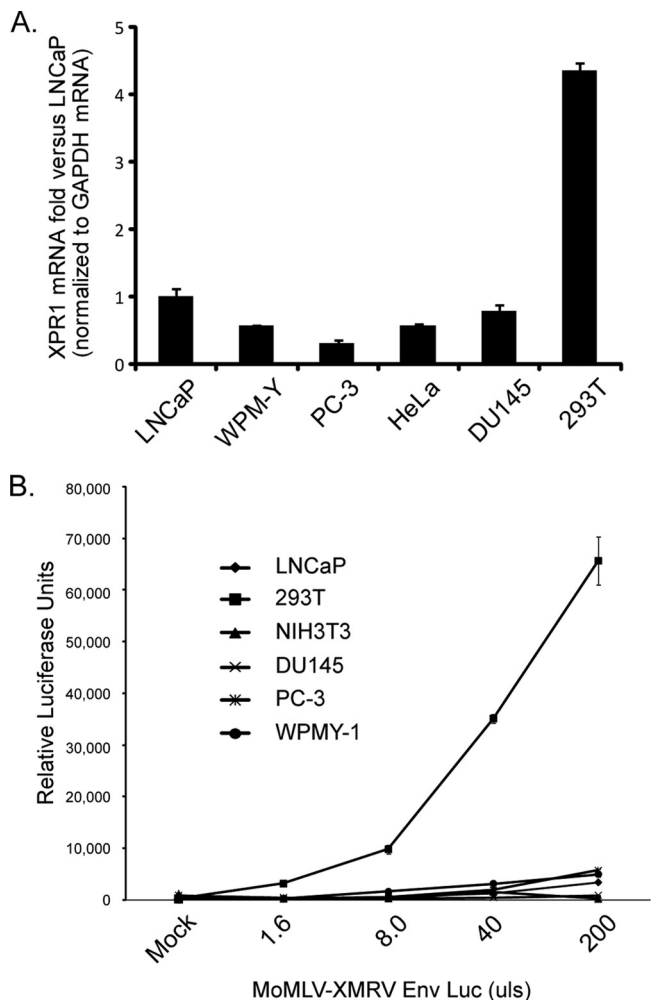 A.
XPR1 mRNA fold versus LNCaP
(normalized to GAPDH mRNA)
5
4
3
2
1
0
LNCaP
WPM-Y
PC-3
HeLa
DU145
293T
B.
Relative Luciferase Units
80,000
70,000
60,000
50,000
40,000
30,000
20,000
10,000
0
LNCaP
293T
NIH3T3
DU145
PC-3
WPMY-1
Mock
1.6
8.0
40
200
MoMLV-XMRV Env Luc (uls)